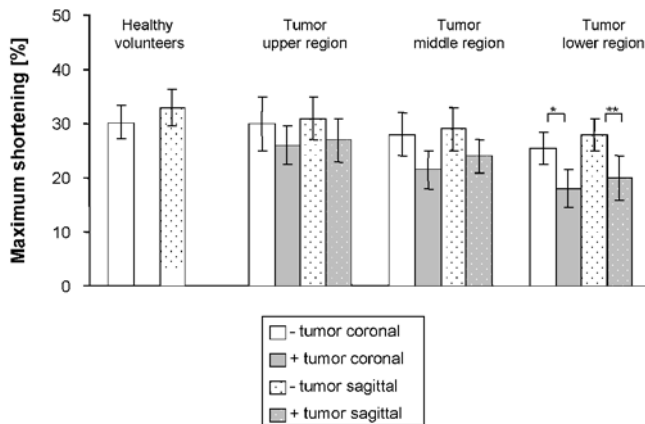 Healthy
volunteers
Tumor
upper region
Tumor
middle region
Tumor
lower region
Maximum shortening [%]
50
40
30
20
10
0
*
**
- tumor coronal
+ tumor coronal
- tumor sagittal
+ tumor sagittal